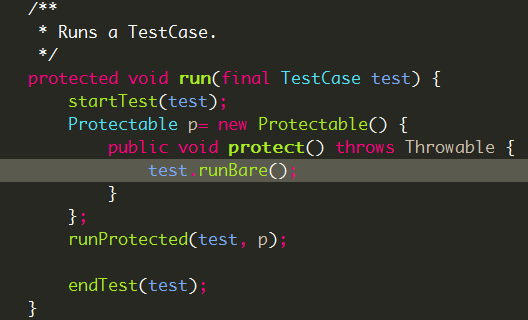 /**
 * Runs a TestCase.
 */
protected void run(final TestCase test) {
    startTest(test);
    Protectable p= new Protectable() {
        public void protect() throws Throwable {
            test.runBare();
        }
    };
    runProtected(test, p);

    endTest(test);
}